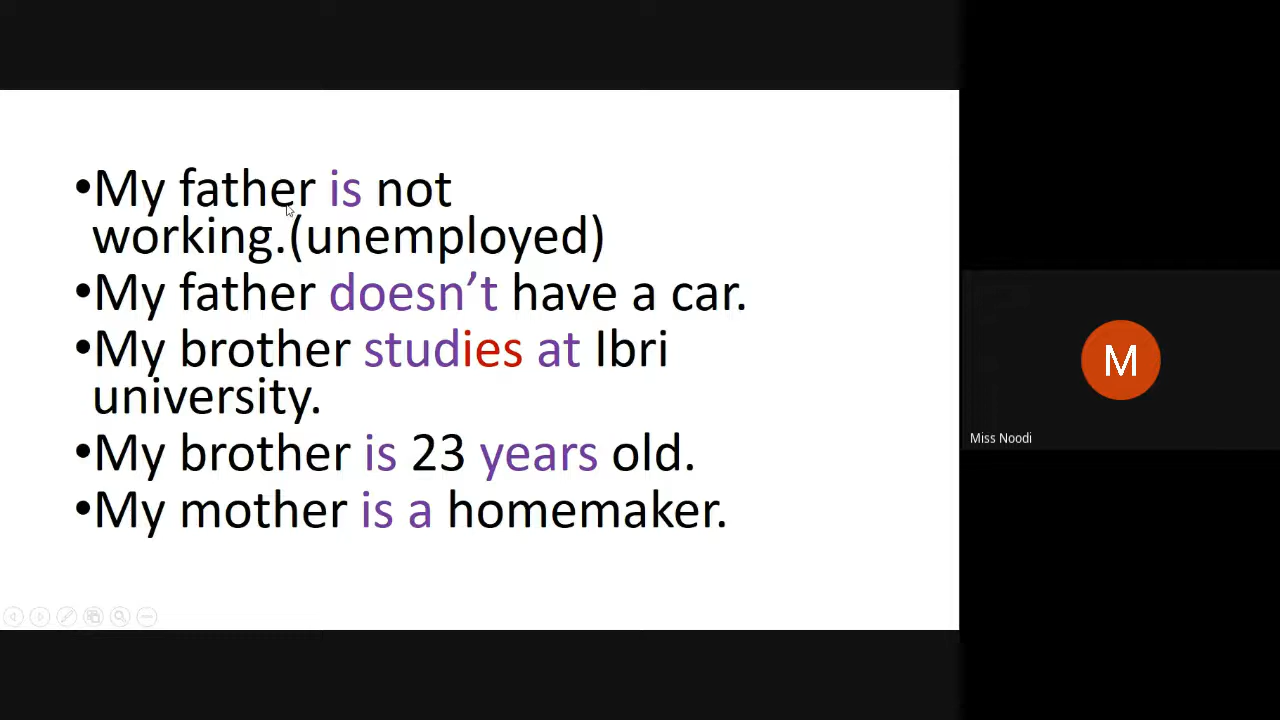 •My father is not
working.(unemployed)
•My father doesn’t have a car.
•My brother studies at Ibri
university.
•My brother is 23 years old.
•My mother is a homemaker.
M
Miss Noodi